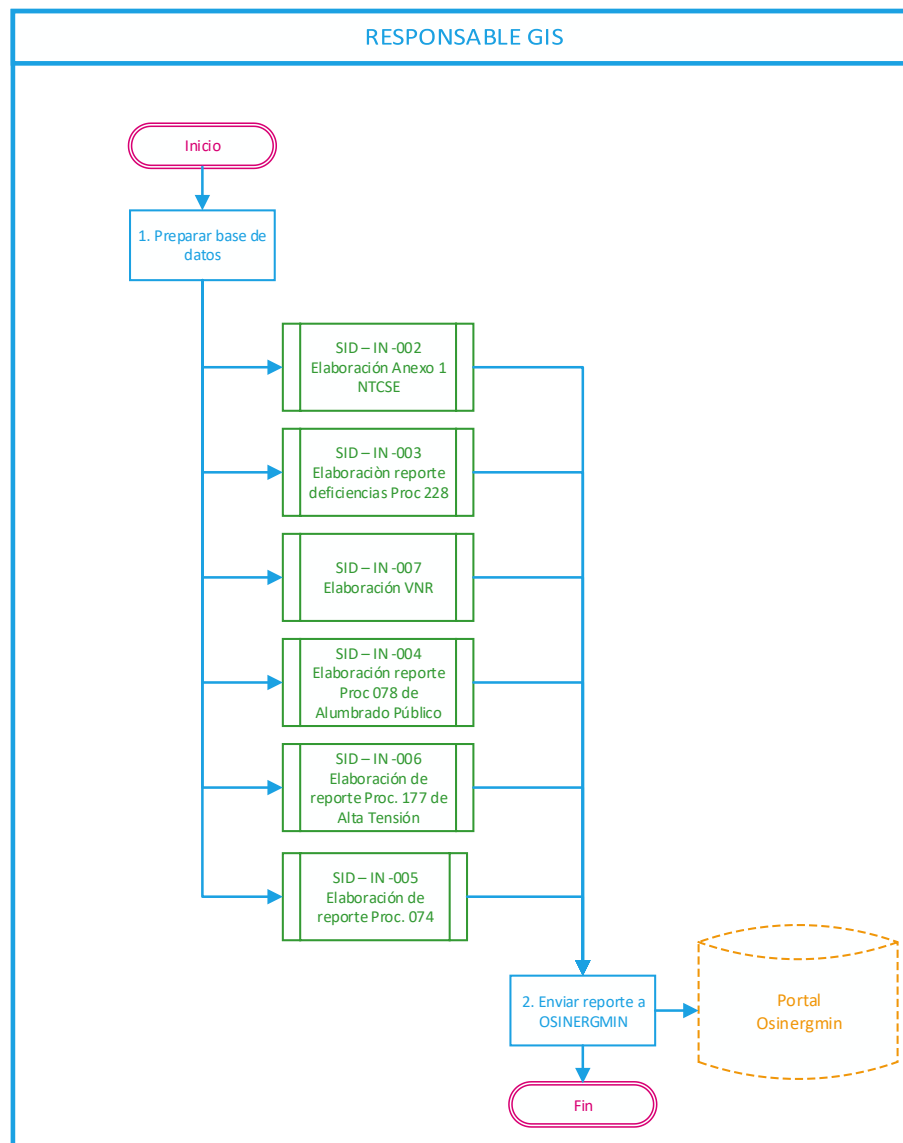 RESPONSABLE GIS
Inicio
1. Preparar base de
datos
SID – IN -002
Elaboración Anexo 1
NTCSE
SID – IN -003
Elaboraciòn reporte
deficiencias Proc 228
SID – IN -007
Elaboración VNR
SID – IN -004
Elaboración reporte
Proc 078 de
Alumbrado Público
SID – IN -006
Elaboración de
reporte Proc. 177 de
Alta Tensión
SID – IN -005
Elaboración de
reporte Proc. 074
2. Enviar reporte a
OSINERGMIN
Portal
Osinergmin
Fin